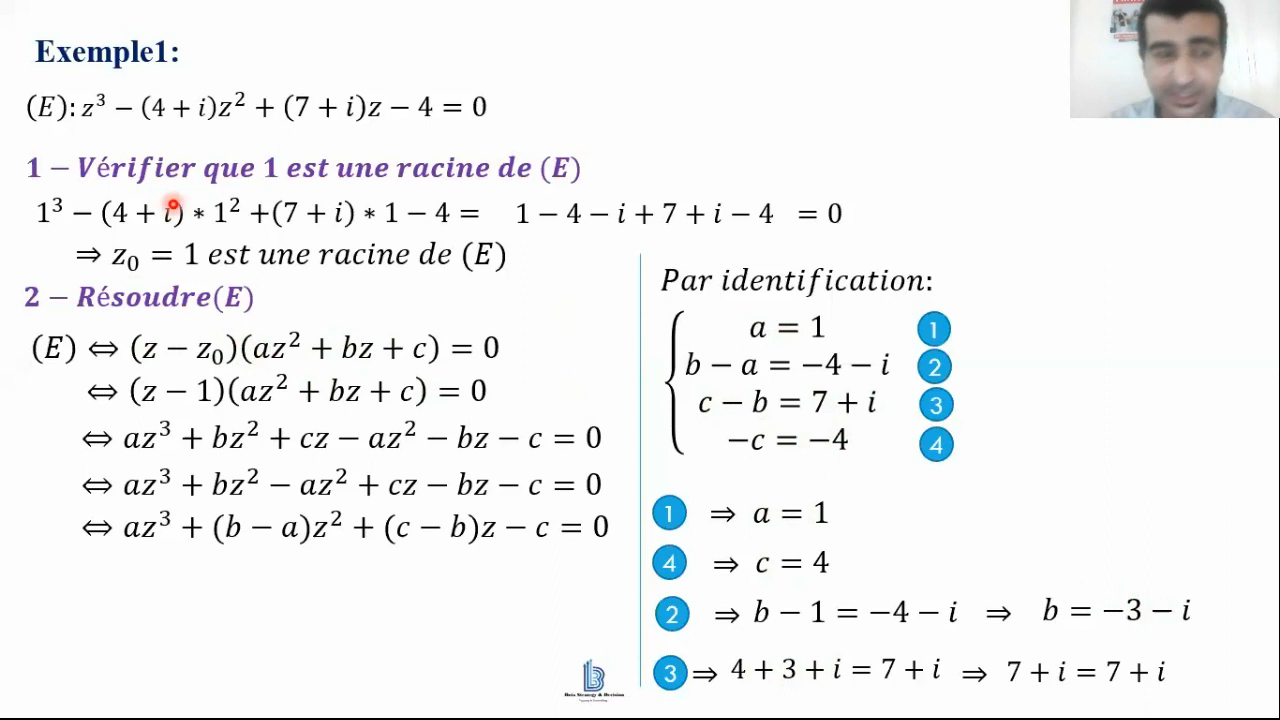 Exemple1:
(E): z³ − (4 + i)z² + (7 + i)z − 4 = 0
1 − Vérifier que 1 est une racine de (E)
1³ − (4 + i) * 1² +(7 + i) * 1 − 4 = 1 − 4 − i + 7 + i − 4 = 0
⇒ z₀ = 1 est une racine de (E)
2 − Résoudre(E)
(E) ⇔ (z − z₀)(az² + bz + c) = 0
⇔ (z − 1)(az² + bz + c) = 0
⇔ az³ + bz² + cz − az² − bz − c = 0
⇔ az³ + bz² − az² + cz − bz − c = 0
⇔ az³ + (b − a)z² + (c − b)z − c = 0
Par identification:
a = 1 1
b − a = −4 − i 2
c − b = 7 + i 3
−c = −4 4
1 ⇒ a = 1
4 ⇒ c = 4
2 ⇒ b − 1 = −4 − i ⇒ b = −3 − i
3 ⇒ 4 + 3 + i = 7 + i ⇒ 7 + i = 7 + i
Data Strategy & Decision